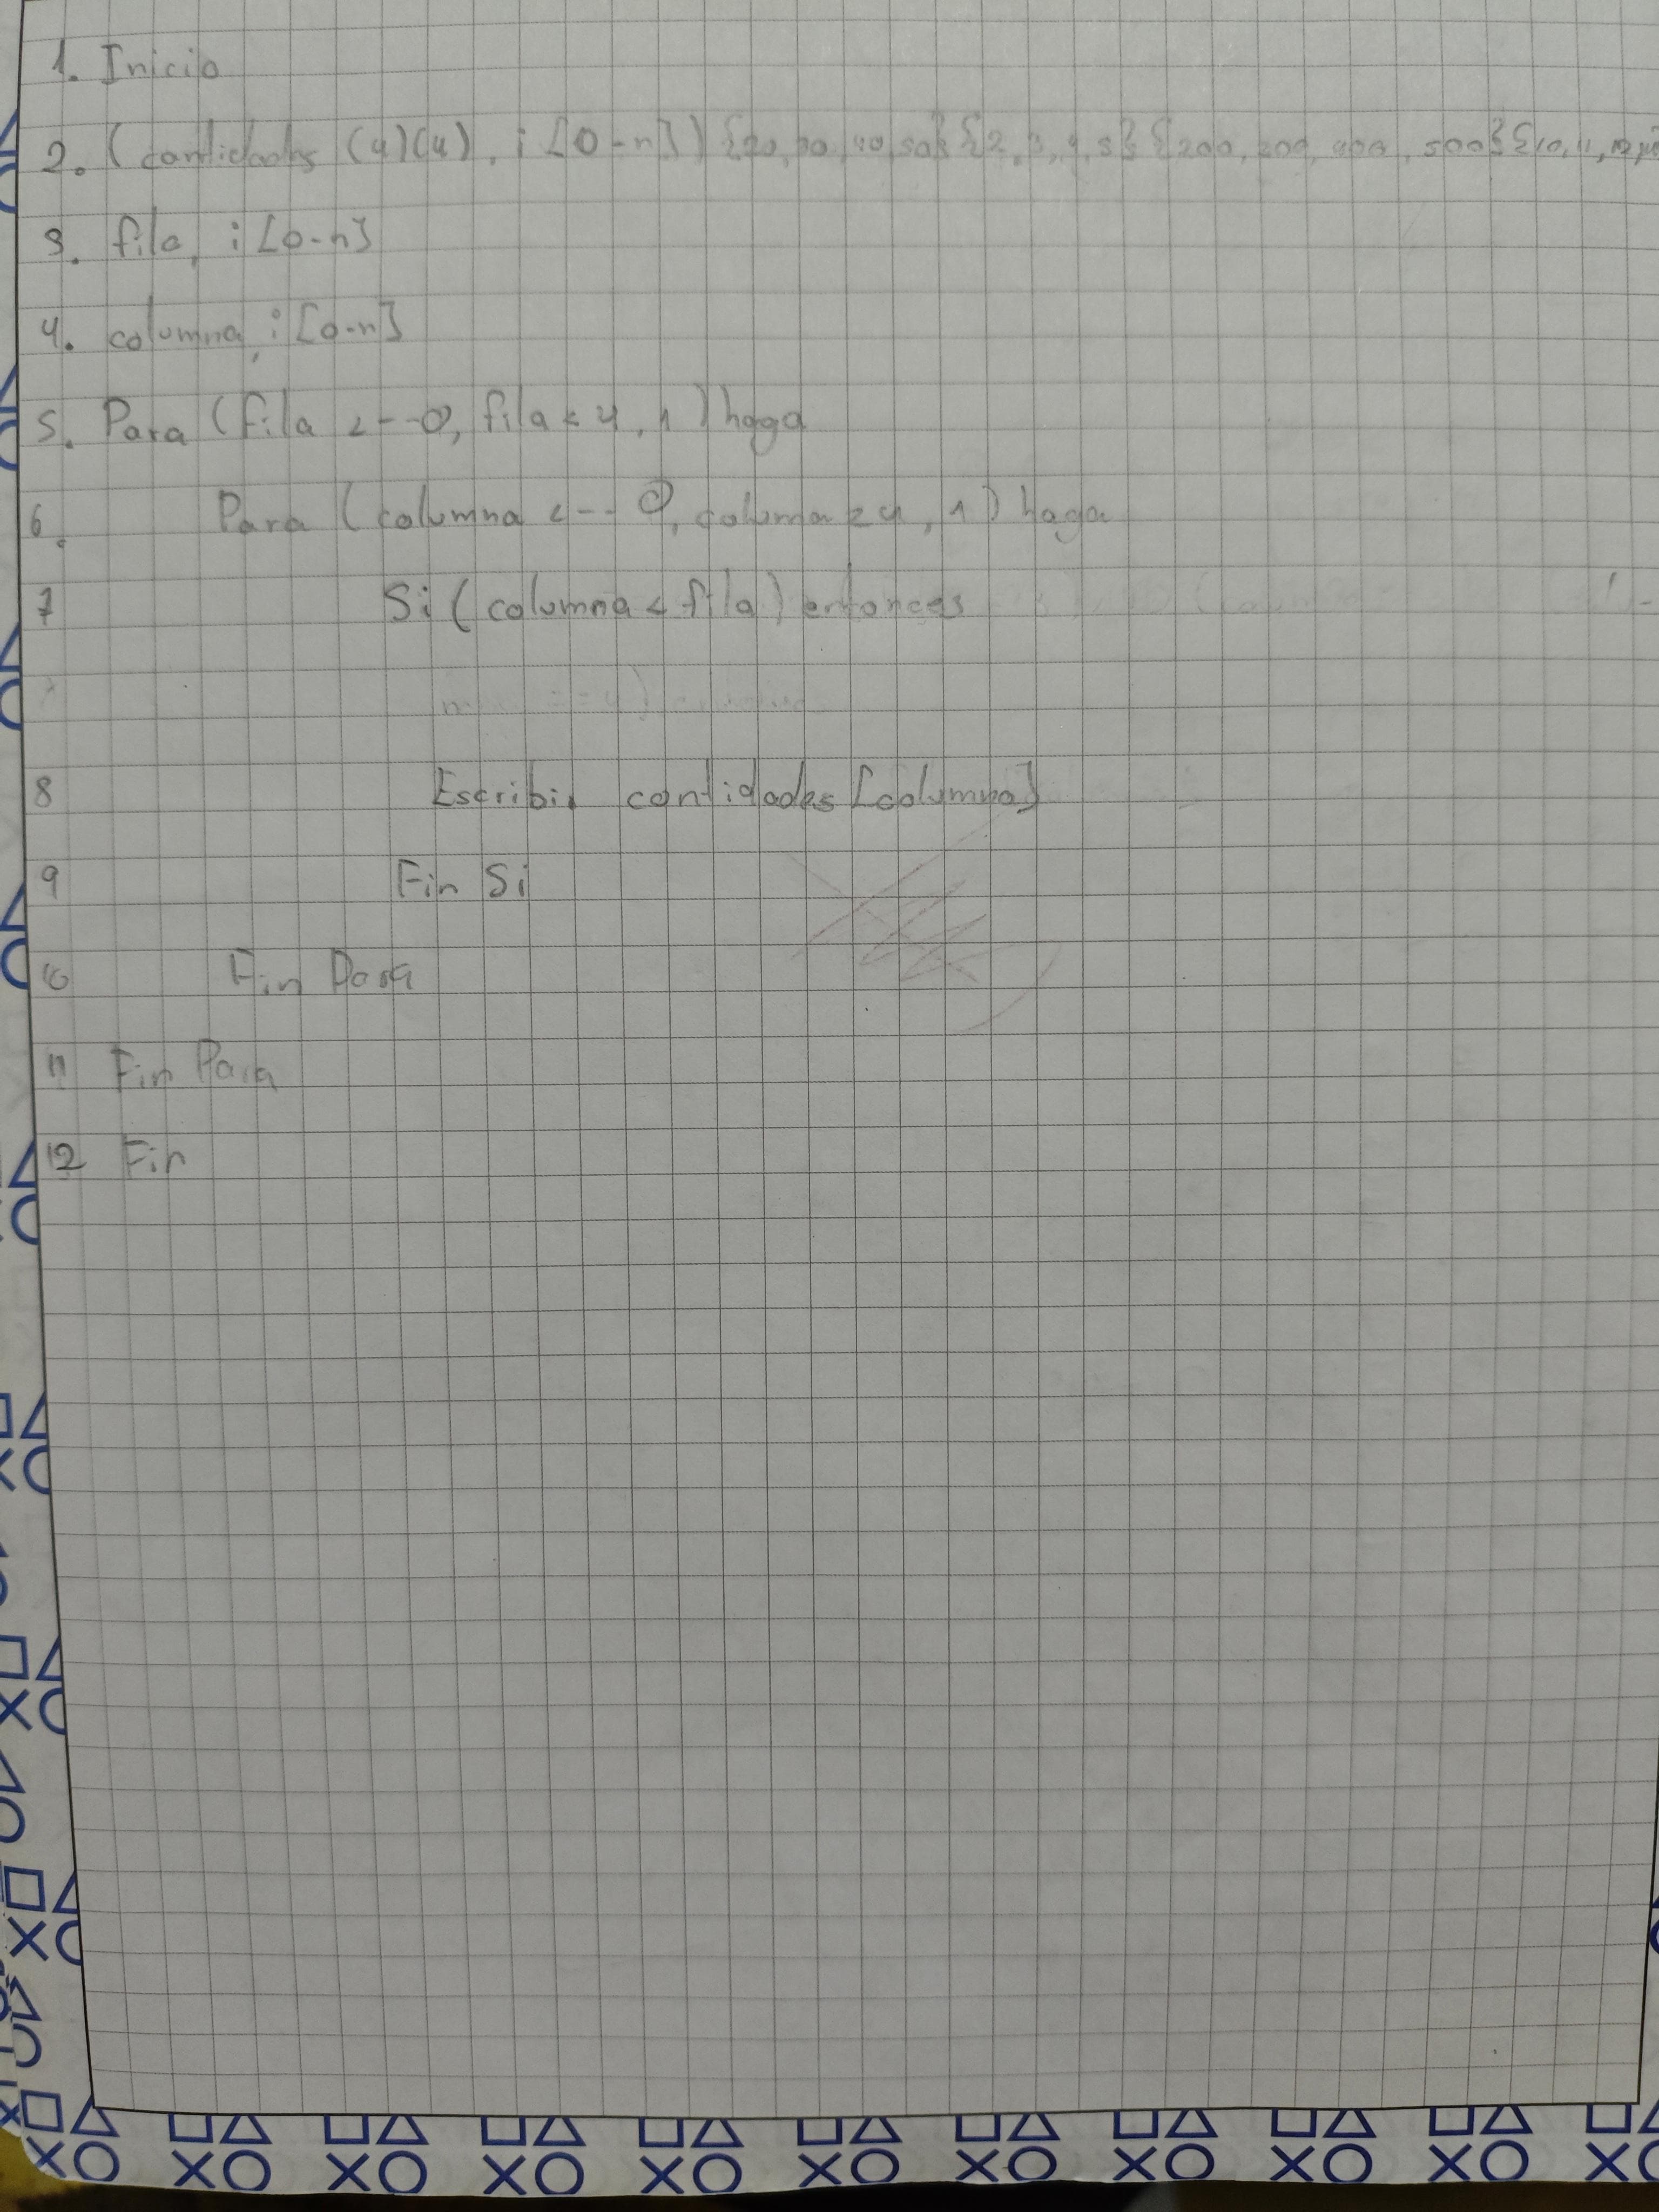 1. Inicio
2. (cantidades (4)(4), i [0-n]) {20, 30, 40, 50} {2, 3, 4, 5} {200, 200, 400, 500} {10, 11, 12,
3. fila, i [0-n]
4. columna, i [0-n]
5. Para (fila <-- 0, fila < 4, 1) haga
6. Para (columna <-- 0, columa < 4, 1) haga
7 Si (columna < fila) entonces
8 Escribir cantidades [columna]
9 Fin Si
10 Fin Para
11 Fin Para
12 Fin